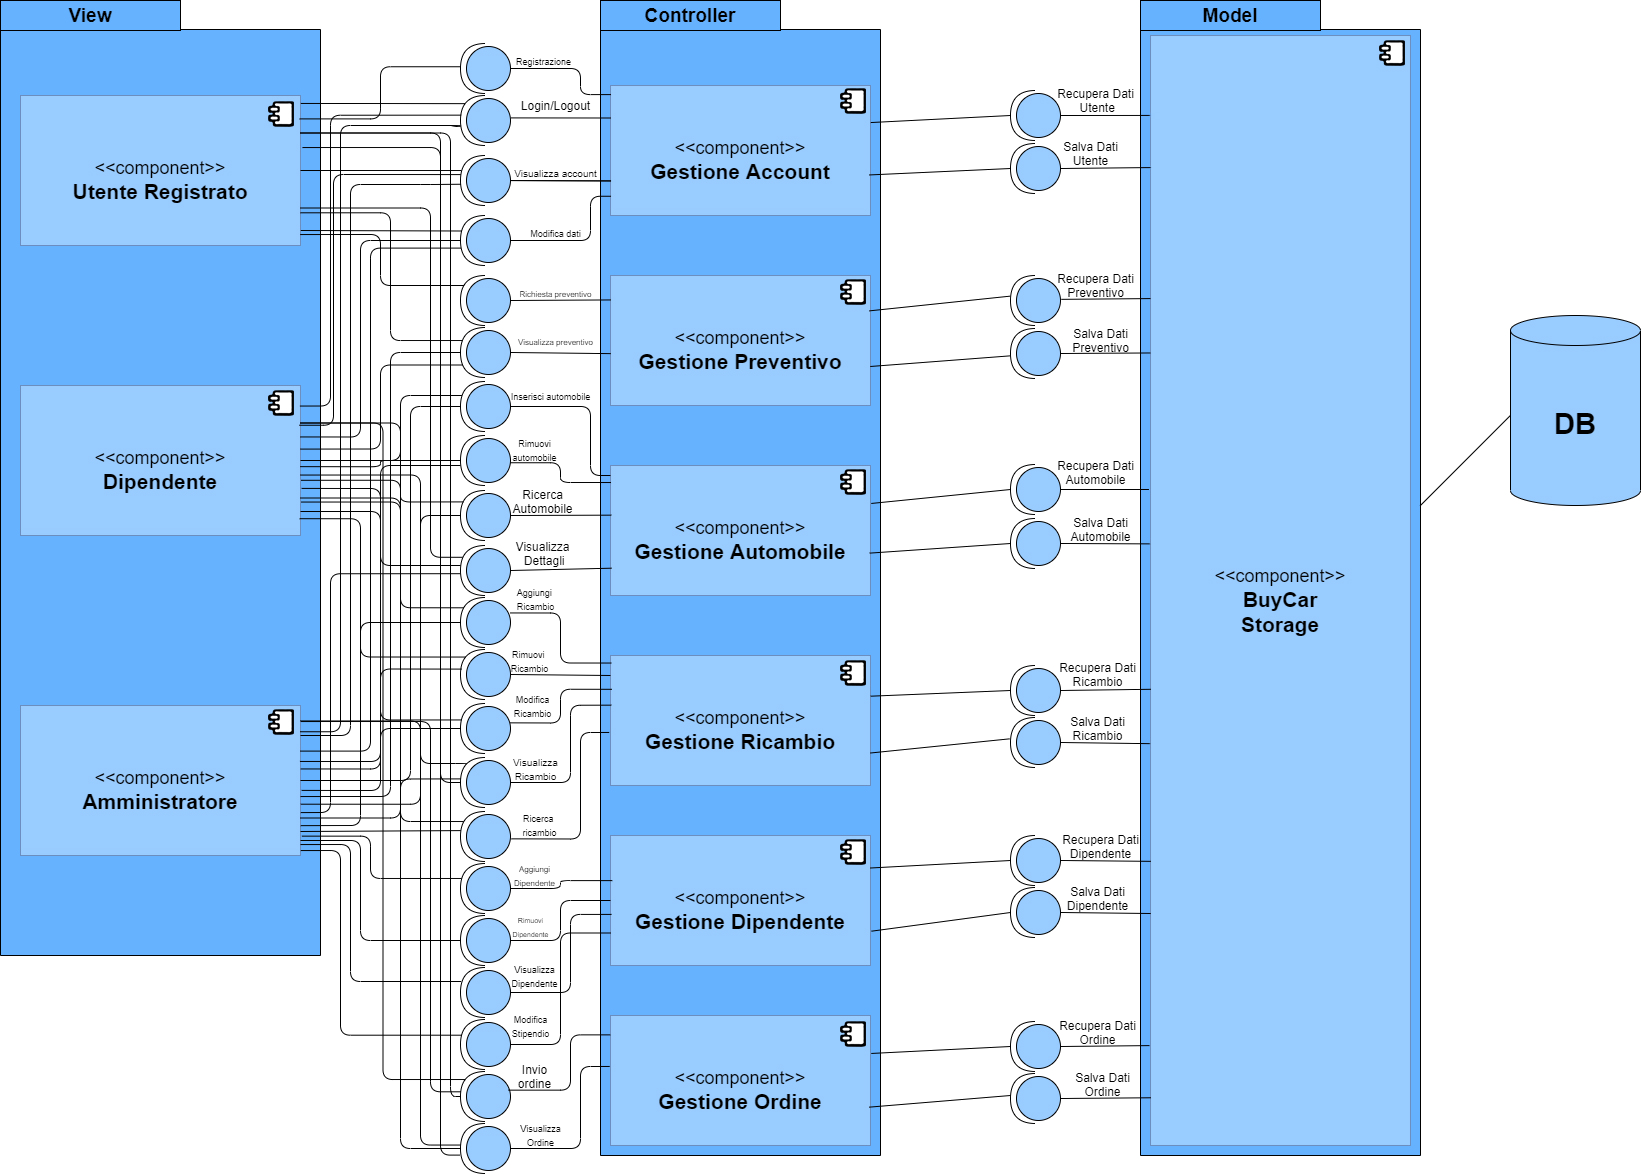 View
Controller
Model
<<component>>
Utente Registrato
<<component>>
Dipendente
<<component>>
Amministratore
Registrazione
Login/Logout
Visualizza account
Modifica dati
Richiesta preventivo
Visualizza preventivo
Inserisci automobile
Rimuovi
automobile
Ricerca
Automobile
Visualizza
Dettagli
Aggiungi
Ricambio
Rimuovi
Ricambio
Modifica
Ricambio
Visualizza
Ricambio
Ricerca
ricambio
Aggiungi
Dipendente
Rimuovi
Dipendente
Visualizza
Dipendente
Modifica
Stipendio
Invio
ordine
Visualizza
Ordine
<<component>>
Gestione Account
<<component>>
Gestione Preventivo
<<component>>
Gestione Automobile
<<component>>
Gestione Ricambio
<<component>>
Gestione Dipendente
<<component>>
Gestione Ordine
Recupera Dati
Utente
Salva Dati
Utente
Recupera Dati
Preventivo
Salva Dati
Preventivo
Recupera Dati
Automobile
Salva Dati
Automobile
Recupera Dati
Ricambio
Salva Dati
Ricambio
Recupera Dati
Dipendente
Salva Dati
Dipendente
Recupera Dati
Ordine
Salva Dati
Ordine
<<component>>
BuyCar
Storage
DB